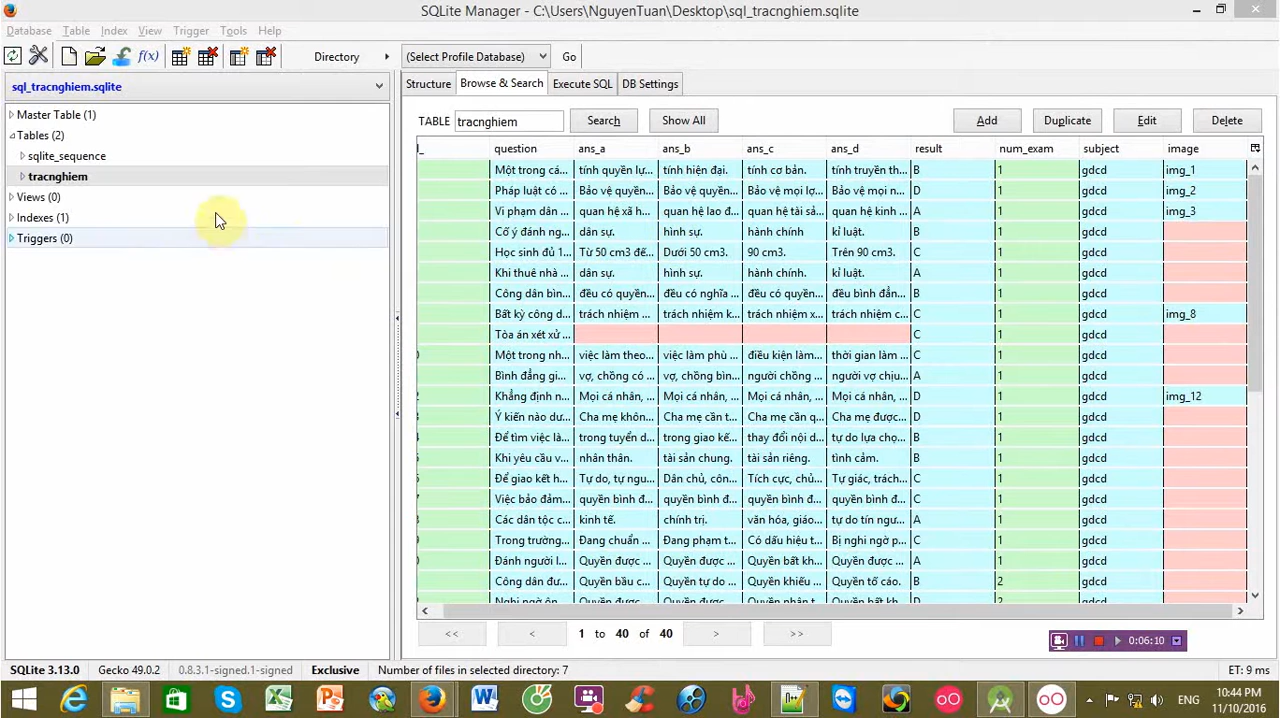 SQLite Manager - C:\Users\NguyenTuan\Desktop\sql_tracnghiem.sqlite
Database Table Index View Trigger Tools Help
f(x) Directory (Select Profile Database) Go
sql_tracnghiem.sqlite
Structure Browse & Search Execute SQL DB Settings
Master Table (1)
Tables (2)
sqlite_sequence
tracnghiem
Views (0)
Indexes (1)
Triggers (0)
TABLE tracnghiem Search Show All Add Duplicate Edit Delete
question ans_a ans_b ans_c ans_d result num_exam subject image
Một trong cá... tính quyền lự... tính hiện đại. tính cơ bản. tính truyền th... B 1 gdcd img_1
Pháp luật có ... Bảo vệ quyền... Bảo vệ mọi lợ... Bảo vệ mọi n... D 1 gdcd img_2
Vi phạm dân ... quan hệ xã h... quan hệ lao đ... quan hệ tài sả... quan hệ kinh ... A 1 gdcd img_3
Cố ý đánh ng... dân sự. hình sự. hành chính kỉ luật. B 1 gdcd
Học sinh đủ 1... Từ 50 cm3 đế... Dưới 50 cm3. 90 cm3. Trên 90 cm3. C 1 gdcd
Khi thuê nhà ... dân sự. hình sự. hành chính. kỉ luật. A 1 gdcd
Công dân bìn... đều có quyền... đều có nghĩa ... đều có quyền... đều bình đẳn... B 1 gdcd
Bất kỳ công d... trách nhiệm ... trách nhiệm k... trách nhiệm x... trách nhiệm c... C 1 gdcd img_8
Tòa án xét xử ... C 1 gdcd
Một trong nh... việc làm theo... việc làm phù ... điều kiện làm... thời gian làm ... C 1 gdcd
Bình đẳng gi... vợ, chồng có ... vợ, chồng bìn... người chồng ... người vợ chịu... B 1 gdcd
Khẳng định n... Mọi cá nhân, ... Mọi cá nhân, ... Mọi cá nhân, ... Mọi cá nhân, ... D 1 gdcd img_12
Ý kiến nào dư... Cha mẹ khôn... Cha mẹ cần t... Cha mẹ cần q... Cha mẹ được... D 1 gdcd
Để tìm việc là... trong tuyển d... trong giao kế... thay đổi nội d... tự do lựa chọ... B 1 gdcd
Khi yêu cầu v... nhân thân. tài sản chung. tài sản riêng. tình cảm. B 1 gdcd
Để giao kết h... Tự do, tự ngu... Dân chủ, côn... Tích cực, chủ... Tự giác, trách... C 1 gdcd
Việc bảo đảm... quyền bình đ... quyền bình đ... quyền bình đ... quyền bình đ... C 1 gdcd
Các dân tộc c... kinh tế. chính trị. văn hóa, giáo... tự do tín ngư... A 1 gdcd
Trong trường... Đang chuẩn ... Đang phạm t... Có dấu hiệu t... Bị nghi ngờ p... C 1 gdcd
Đánh người l... Quyền được ... Quyền được ... Quyền bất kh... Quyền được ... A 1 gdcd
Công dân đư... Quyền bầu c... Quyền tự do ... Quyền khiếu ... Quyền tố cáo. B 2 gdcd
<< < 1 to 40 of 40 > >>
0:06:10
SQLite 3.13.0 Gecko 49.0.2 0.8.3.1-signed.1-signed Exclusive Number of files in selected directory: 7 ET: 9 ms
ENG
10:44 PM
11/10/2016